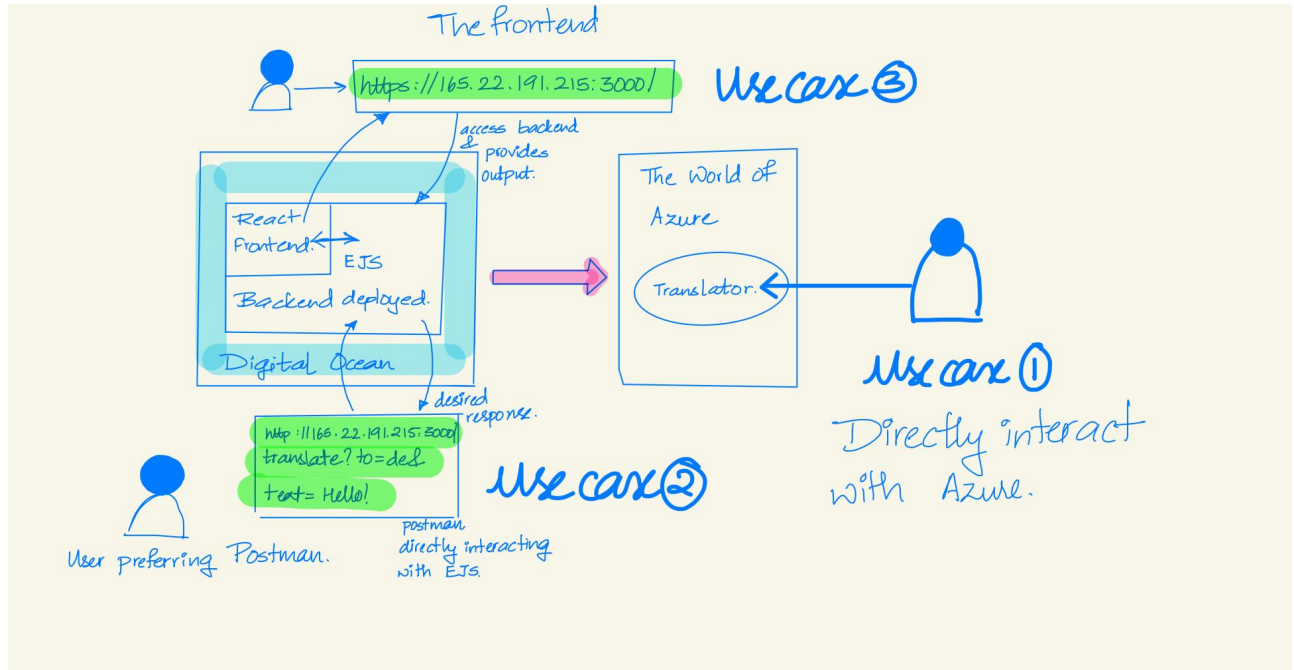 The frontend
https://165.22.191.215:3000/
Use case 3
access backend
&
provides
output.
React
Frontend.
EJS
Backend deployed.
Digital Ocean
The World of
Azure
Translator.
Use case 1
Directly interact
with Azure.
desired
response.
http://165.22.191.215:3000/
translate?to=de&
text=Hello!
Use case 2
postman
directly interacting
with EJS.
User preferring Postman.